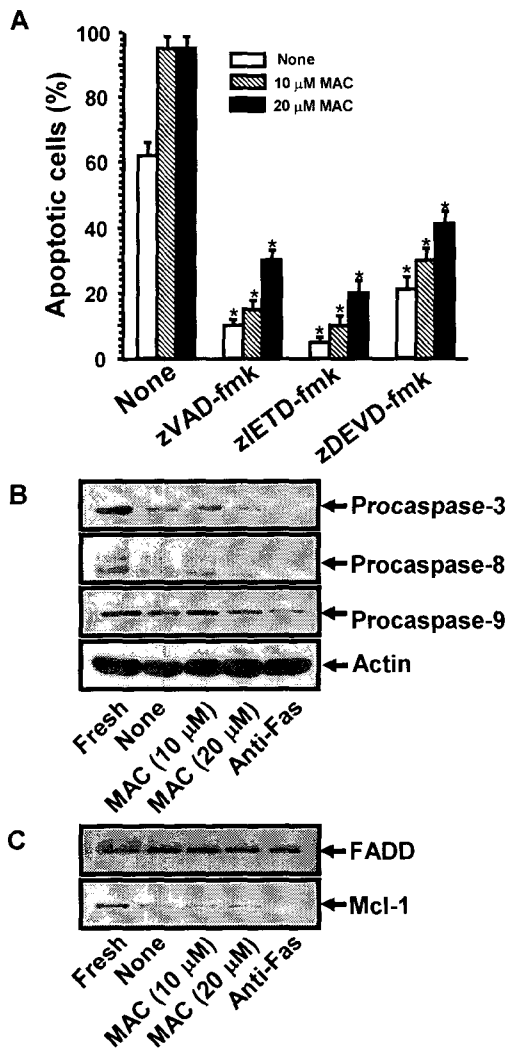 A
Apoptotic cells (%)
100
80
60
40
20
0
None
10 μM MAC
20 μM MAC
*
*
*
*
*
*
*
*
*
None
zVAD-fmk
zIETD-fmk
zDEVD-fmk
B
Procaspase-3
Procaspase-8
Procaspase-9
Actin
Fresh
None
MAC (10 μM)
MAC (20 μM)
Anti-Fas
C
FADD
Mcl-1
Fresh
None
MAC (10 μM)
MAC (20 μM)
Anti-Fas